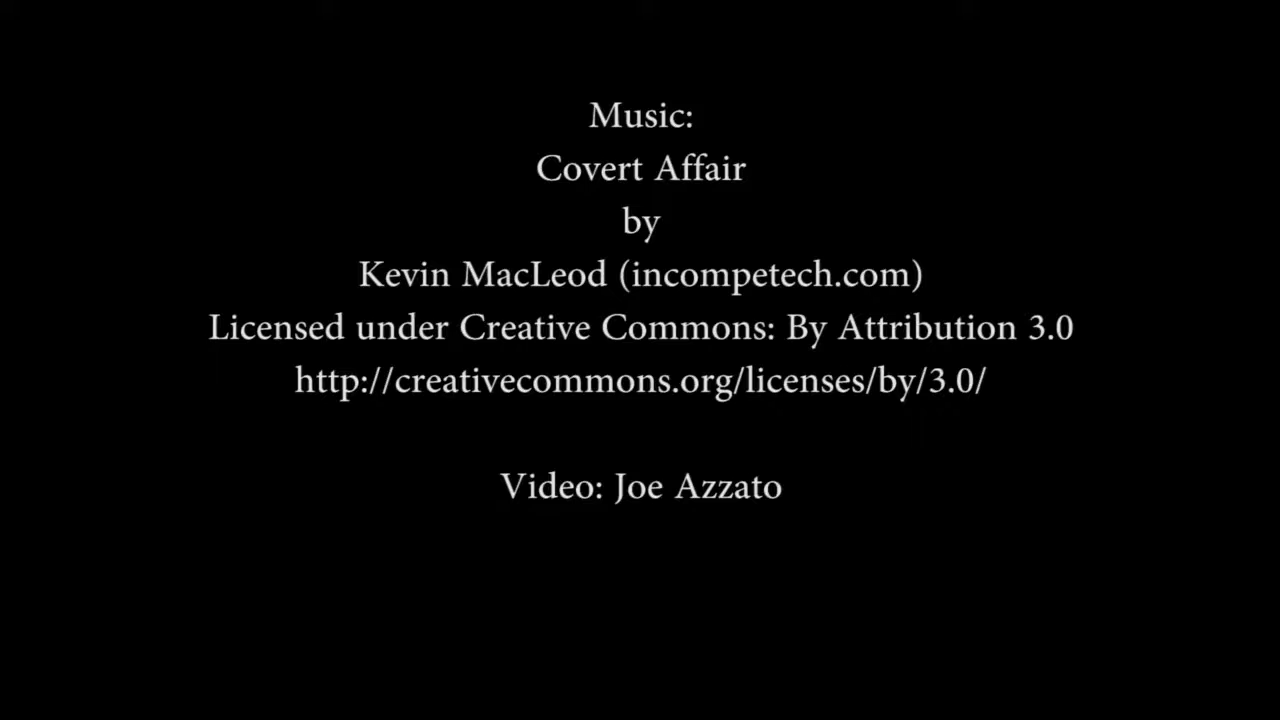 Music:
Covert Affair
by
Kevin MacLeod (incompetech.com)
Licensed under Creative Commons: By Attribution 3.0
http://creativecommons.org/licenses/by/3.0/
Video: Joe Azzato